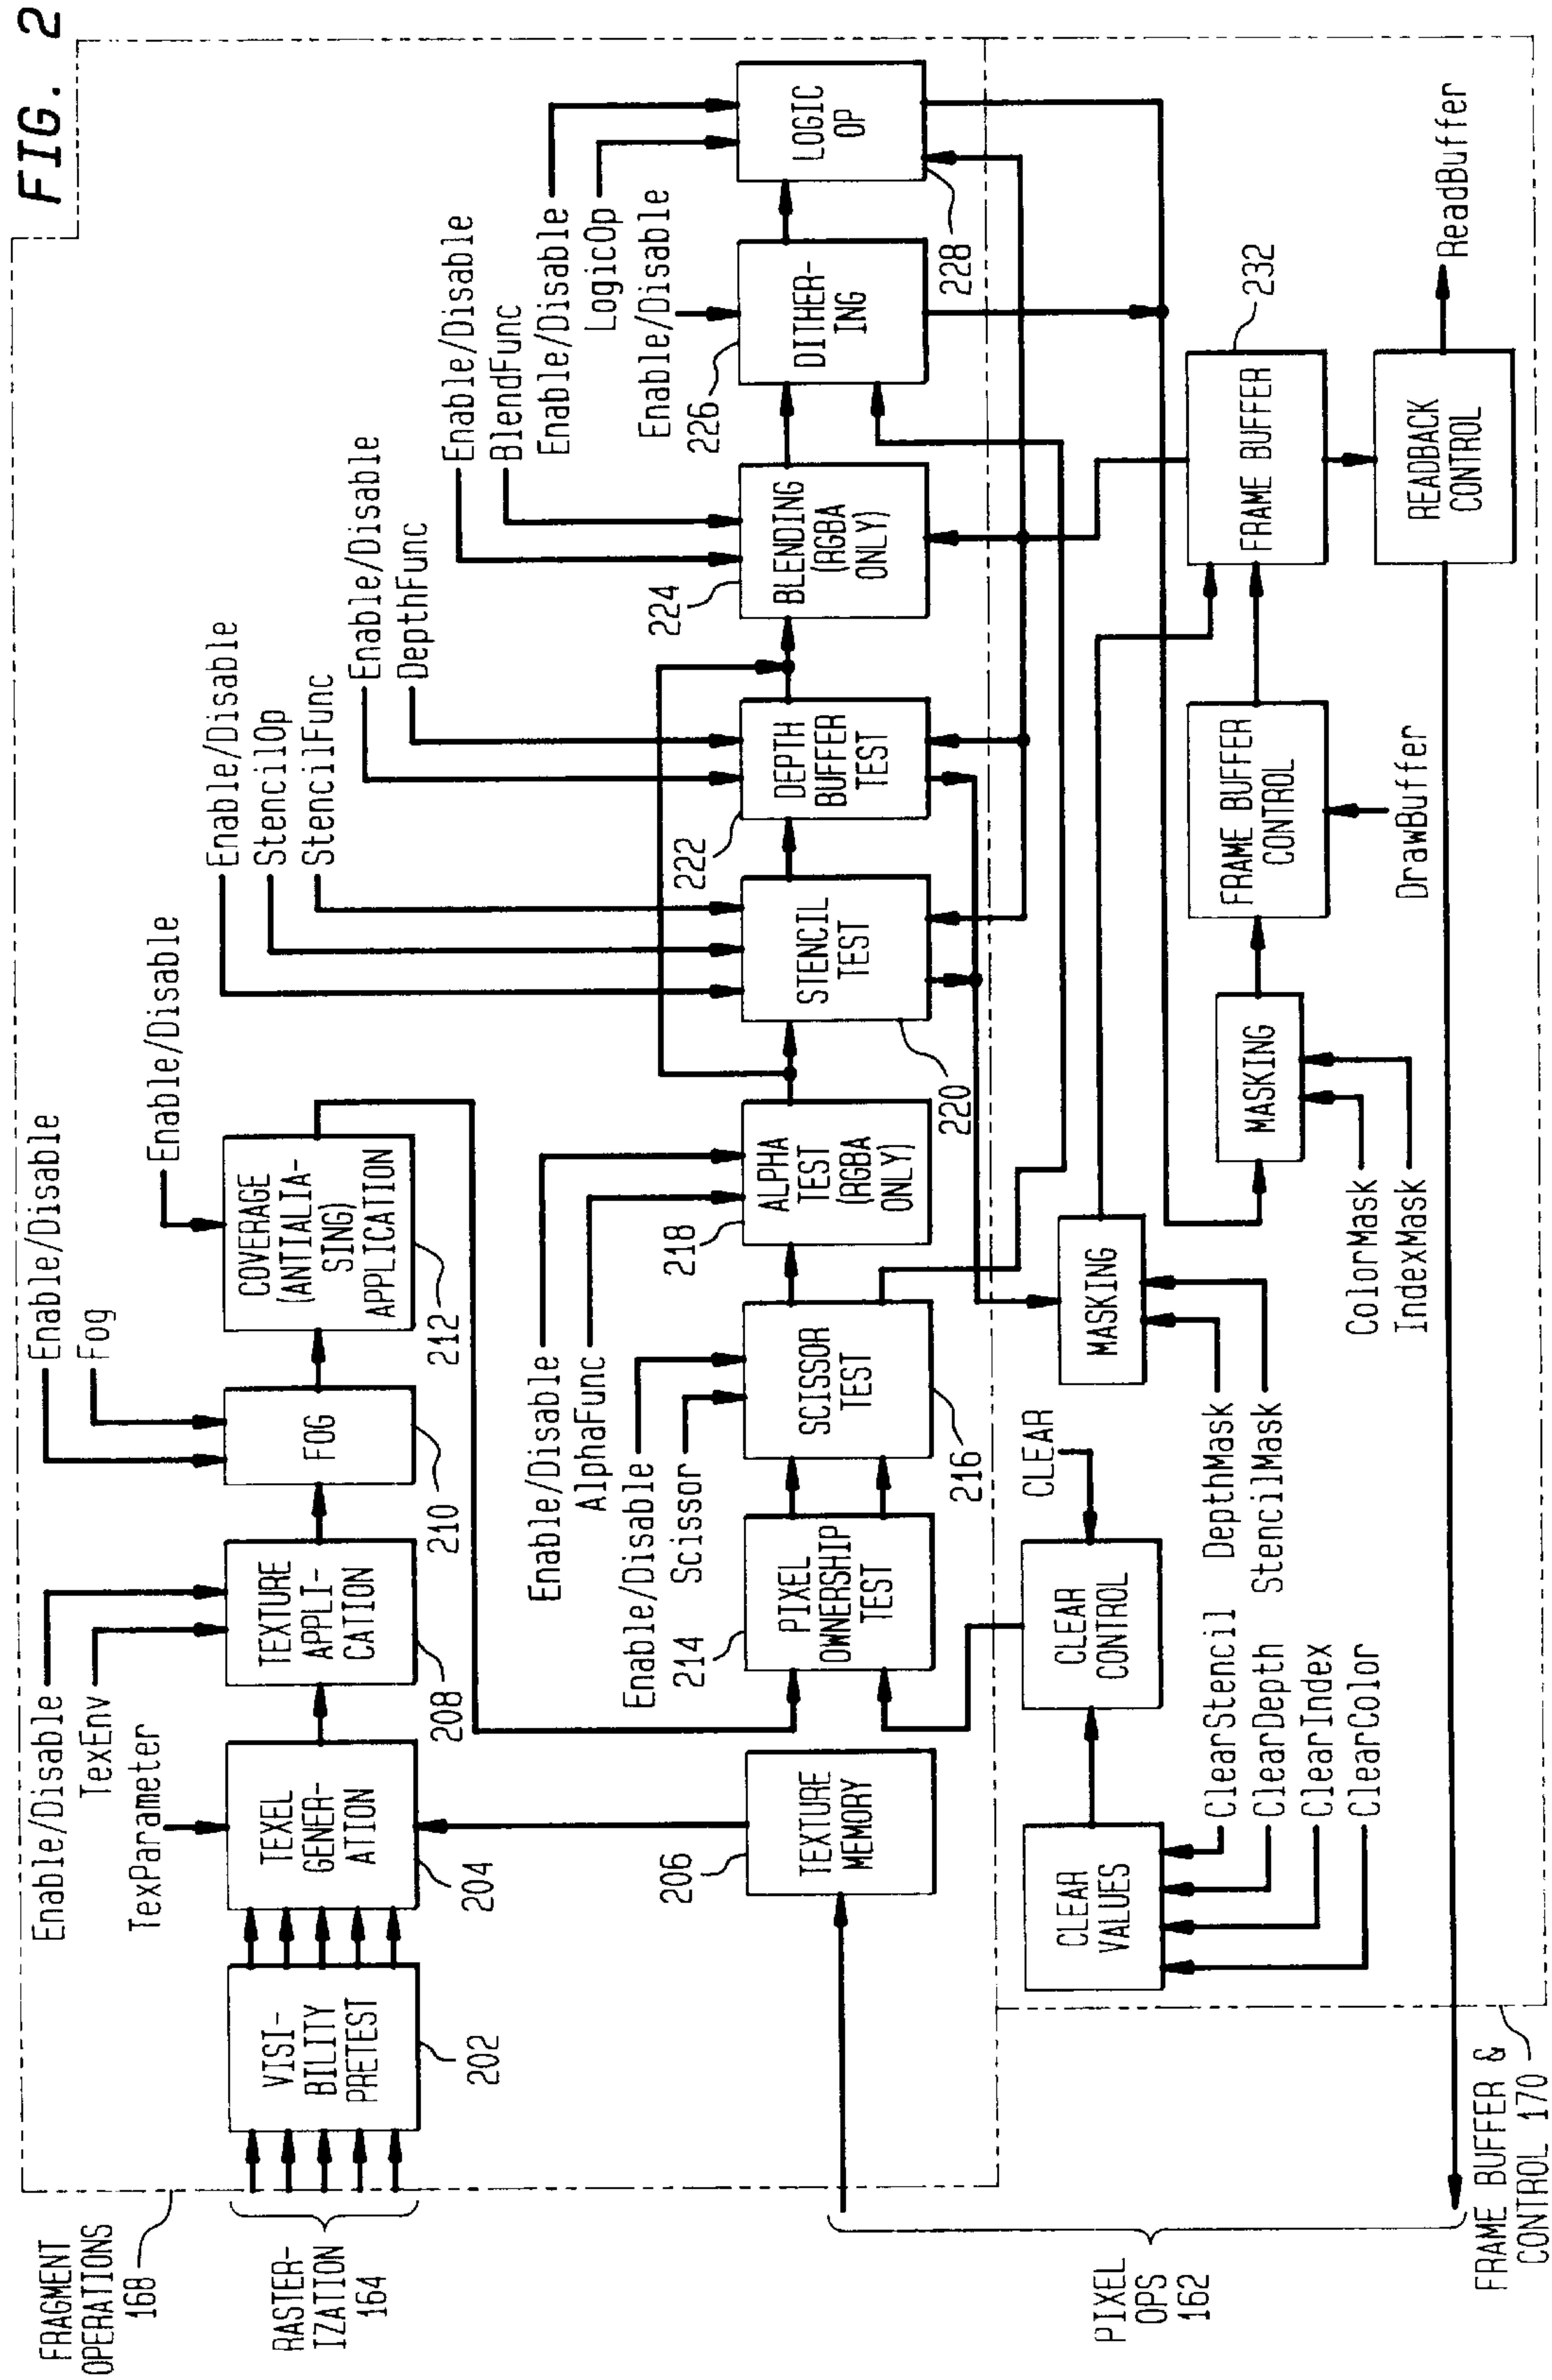 FIG. 2
FRAGMENT
OPERATIONS
168
RASTER-
IZATION
164
VISI-
BILITY
PRETEST
202
Enable/Disable
TexEnv
TexParameter
TEXEL
GENER-
ATION
204
TEXTURE
APPLI-
CATION
208
Enable/Disable
Fog
FOG
210
Enable/Disable
COVERAGE
(ANTIALIA-
SING)
APPLICATION
212
206
TEXTURE
MEMORY
Enable/Disable
AlphaFunc
Enable/Disable
Scissor
214
PIXEL
OWNERSHIP
TEST
SCISSOR
TEST
216
218
ALPHA
TEST
(RGBA
ONLY)
Enable/Disable
StencilOp
StencilFunc
STENCIL
TEST
220
Enable/Disable
DepthFunc
222
DEPTH
BUFFER
TEST
Enable/Disable
BlendFunc
224
BLENDING
(RGBA
ONLY)
Enable/Disable
LogicOp
Enable/Disable
226
DITHER-
ING
LOGIC
OP
228
PIXEL
OPS
162
CLEAR
VALUES
ClearStencil
ClearDepth
ClearIndex
ClearColor
CLEAR
CLEAR
CONTROL
MASKING
DepthMask
StencilMask
MASKING
ColorMask
IndexMask
FRAME BUFFER
CONTROL
DrawBuffer
FRAME BUFFER
232
READBACK
CONTROL
ReadBuffer
FRAME BUFFER &
CONTROL 170